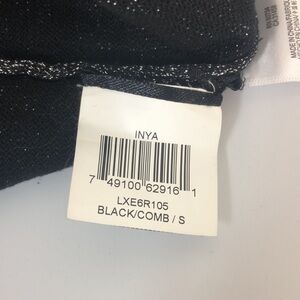 INYA
7 49100 62916 1
LXE6R105
BLACK/COMB / S